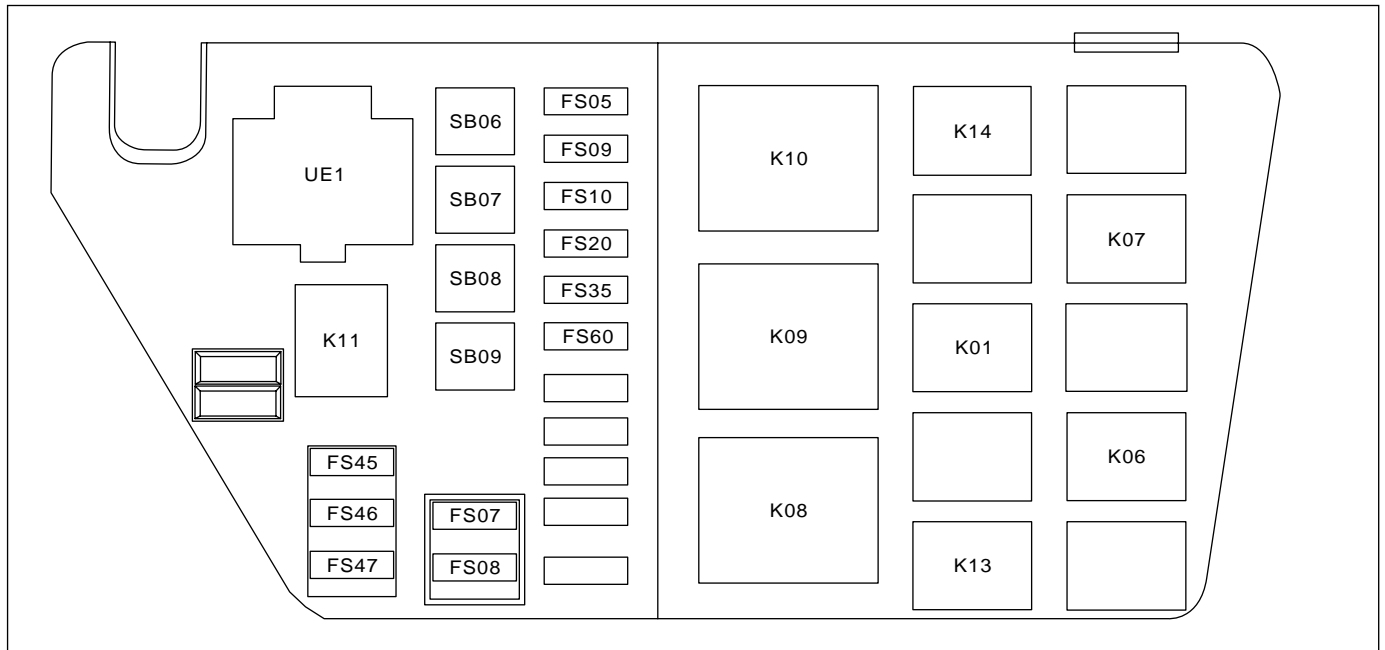 UE1
K11
FS45
FS46
FS47
SB06
SB07
SB08
SB09
FS07
FS08
FS05
FS09
FS10
FS20
FS35
FS60
K10
K09
K08
K14
K01
K13
K07
K06